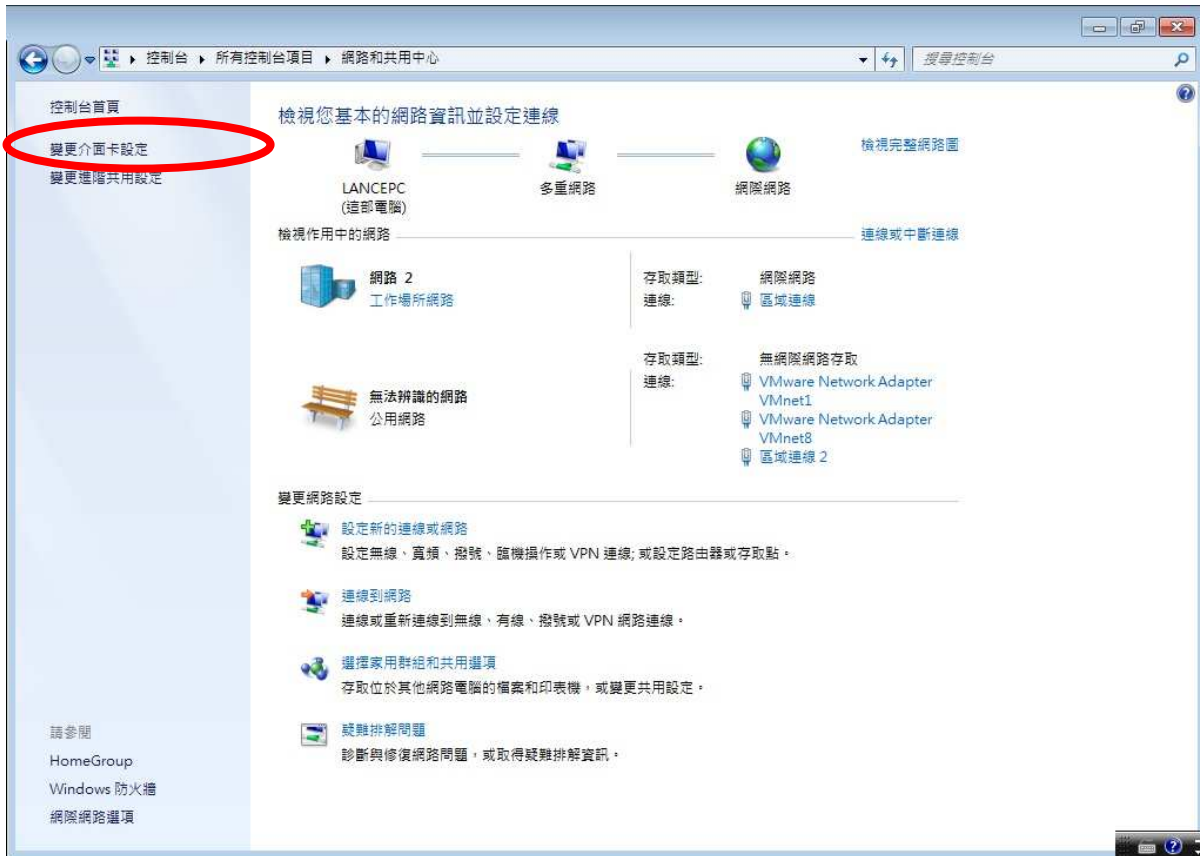 控制台 ▸ 所有控制台項目 ▸ 網路和共用中心
搜尋控制台
控制台首頁
變更介面卡設定
變更進階共用設定
檢視您基本的網路資訊並設定連線
檢視完整網路圖
LANCEPC
(這部電腦)
多重網路
網際網路
檢視作用中的網路
連線或中斷連線
網路 2
工作場所網路
存取類型:
網際網路
連線:
區域連線
無法辨識的網路
公用網路
存取類型:
無網際網路存取
連線:
VMware Network Adapter
VMnet1
VMware Network Adapter
VMnet8
區域連線 2
變更網路設定
設定新的連線或網路
設定無線、寬頻、撥號、臨機操作或 VPN 連線; 或設定路由器或存取點。
連線到網路
連線或重新連線到無線、有線、撥號或 VPN 網路連線。
選擇家用群組和共用選項
存取位於其他網路電腦的檔案和印表機，或變更共用設定。
疑難排解問題
診斷與修復網路問題，或取得疑難排解資訊。
請參閱
HomeGroup
Windows 防火牆
網際網路選項